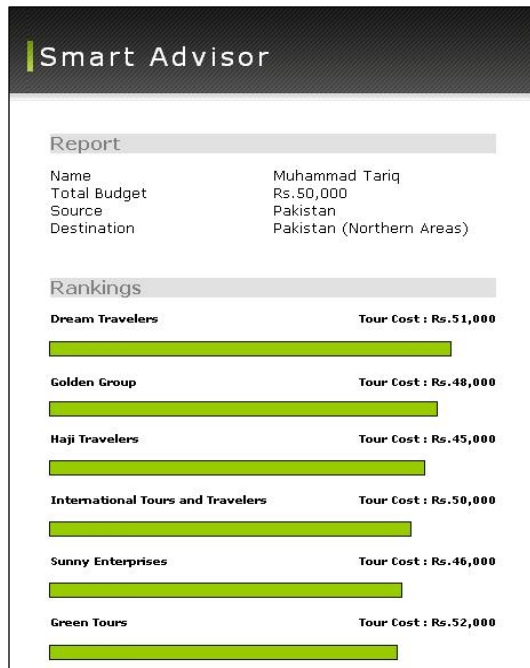 Smart Advisor
Report
Name Muhammad Tariq
Total Budget Rs.50,000
Source Pakistan
Destination Pakistan (Northern Areas)
Rankings
Dream Travelers Tour Cost : Rs.51,000
Golden Group Tour Cost : Rs.48,000
Haji Travelers Tour Cost : Rs.45,000
International Tours and Travelers Tour Cost : Rs.50,000
Sunny Enterprises Tour Cost : Rs.46,000
Green Tours Tour Cost : Rs.52,000